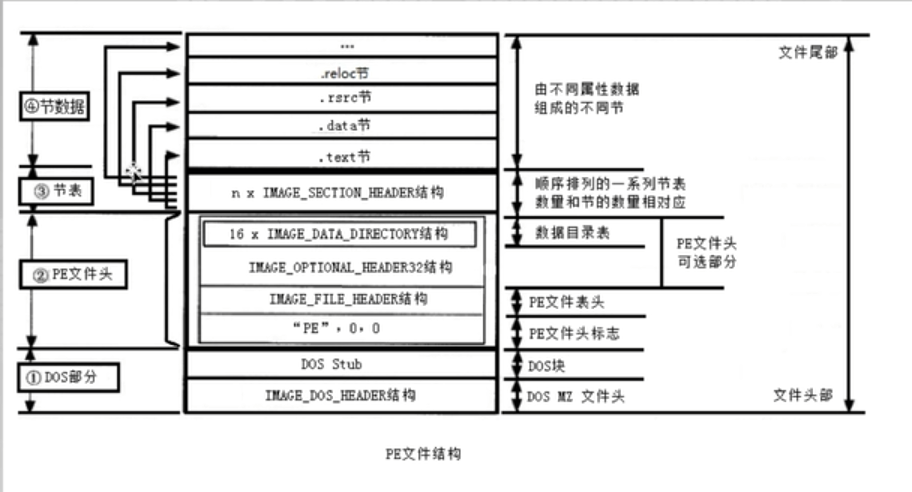 ...
文件尾部
.reloc节
.rsrc节
由不同属性数据
组成的不同节
④节数据
.data节
.text节
③节表
n x IMAGE_SECTION_HEADER结构
顺序排列的一系列节表
数量和节的数量相对应
16 x IMAGE_DATA_DIRECTORY结构
数据目录表
PE文件头
可选部分
②PE文件头
IMAGE_OPTIONAL_HEADER32结构
IMAGE_FILE_HEADER结构
PE文件表头
“PE”，0，0
PE文件头标志
①DOS部分
DOS Stub
DOS块
IMAGE_DOS_HEADER结构
DOS MZ 文件头
文件头部
PE文件结构